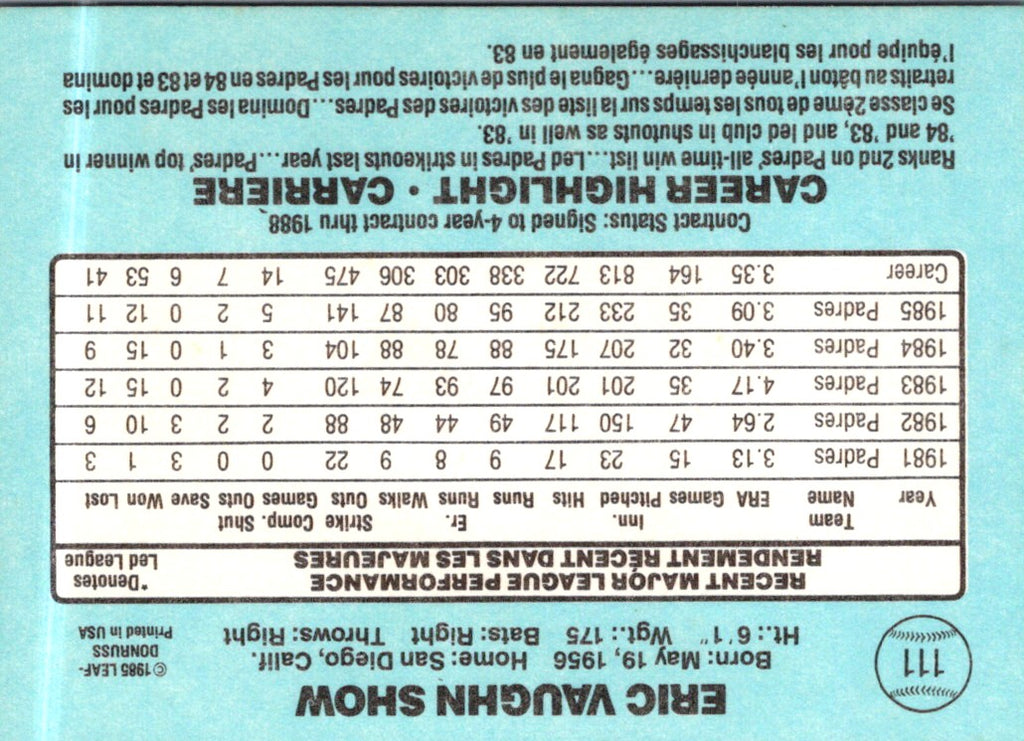 111
ERIC VAUGHN SHOW
Born: May 19, 1956 Home: San Diego, Calif.
Ht.: 6'1" Wgt.: 175 Bats: Right Throws: Right
© 1985 LEAF-
DONRUSS
Printed in USA
RECENT MAJOR LEAGUE PERFORMANCE
RENDEMENT RÉCENT DANS LES MAJEURES
*Denotes
Led League
Year Team Name ERA Games Inn. Pitched Hits Runs Er. Runs Walks Strike Outs Comp. Games Shut Outs Save Won Lost
1981 Padres 3.13 15 23 17 9 8 9 22 0 0 3 1 3
1982 Padres 2.64 47 150 117 49 44 48 88 2 2 3 10 6
1983 Padres 4.17 35 201 201 97 93 74 120 4 2 0 15 12
1984 Padres 3.40 32 207 175 88 78 88 104 3 1 0 15 9
1985 Padres 3.09 35 233 212 95 80 87 141 5 2 0 12 11
Career 3.35 164 813 722 338 303 306 475 14 7 6 53 41
Contract Status: Signed to 4-year contract thru 1988
CAREER HIGHLIGHT • CARRIERE
Ranks 2nd on Padres' all-time win list...Led Padres in strikeouts last year...Padres' top winner in
'84 and '83, and led club in shutouts as well in '83.
Se classe 2ème de tous les temps sur la liste des victoires des Padres...Domina les Padres pour les
retraits au bâton l'année dernière...Gagna le plus de victoires pour les Padres en 84 et 83 et domina
l'équipe pour les blanchissages également en 83.